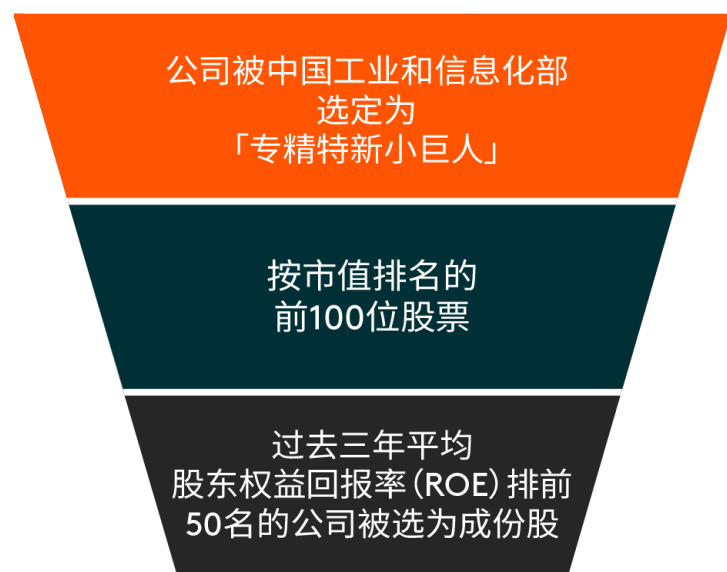 公司被中国工业和信息化部
选定为
「专精特新小巨人」
按市值排名的
前100位股票
过去三年平均
股东权益回报率(ROE)排前
50名的公司被选为成份股